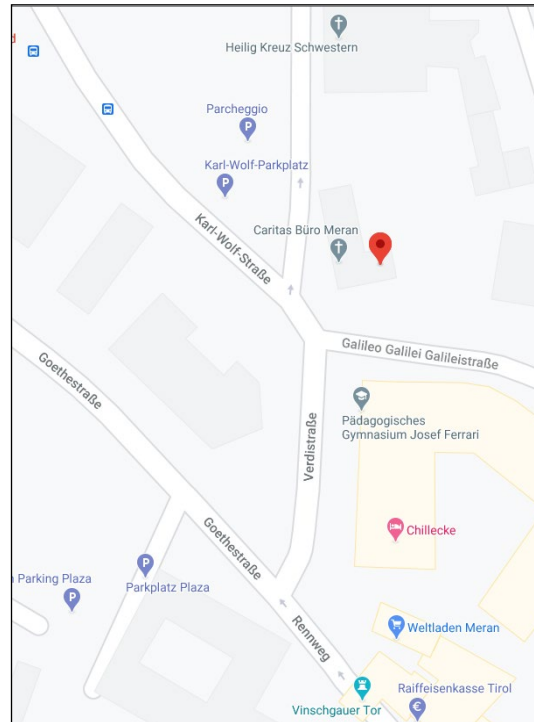 d
Heilig Kreuz Schwestern
Parcheggio
Karl-Wolf-Parkplatz
Karl-Wolf-Straße
Caritas Büro Meran
Galileo Galilei Galileistraße
Goethestraße
Pädagogisches
Gymnasium Josef Ferrari
Verdistraße
Goethestraße
Chillecke
n Parking Plaza
Parkplatz Plaza
Rennweg
Weltladen Meran
Raiffeisenkasse Tirol
Vinschgauer Tor